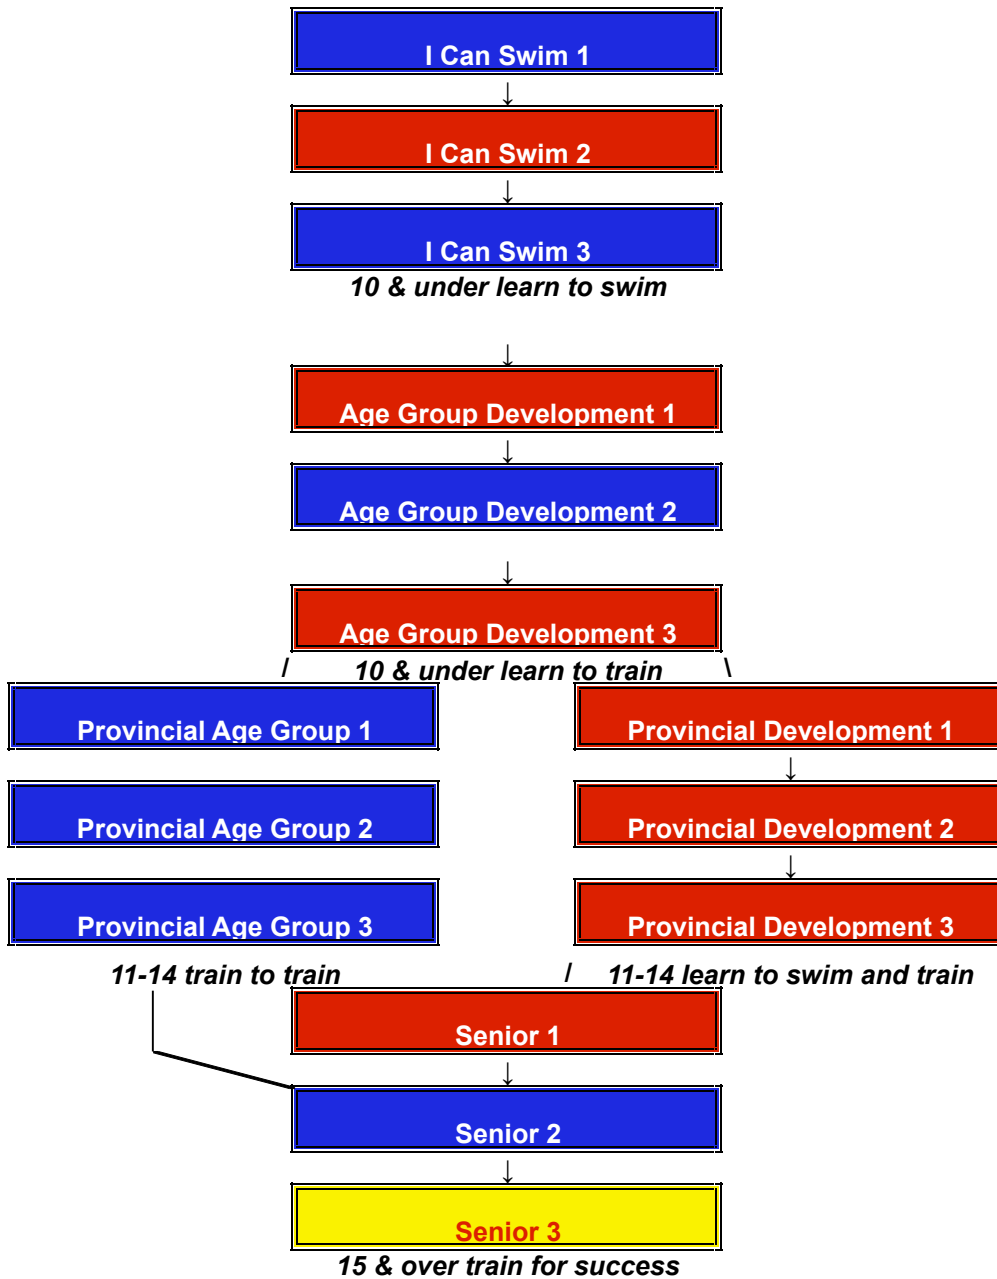 I Can Swim 1
↓
I Can Swim 2
↓
I Can Swim 3
10 & under learn to swim
↓
Age Group Development 1
↓
Age Group Development 2
↓
Age Group Development 3
/ 10 & under learn to train \
Provincial Age Group 1 Provincial Development 1
↓
Provincial Age Group 2 Provincial Development 2
↓
Provincial Age Group 3 Provincial Development 3
11-14 train to train / 11-14 learn to swim and train
Senior 1
↓
Senior 2
↓
Senior 3
15 & over train for success